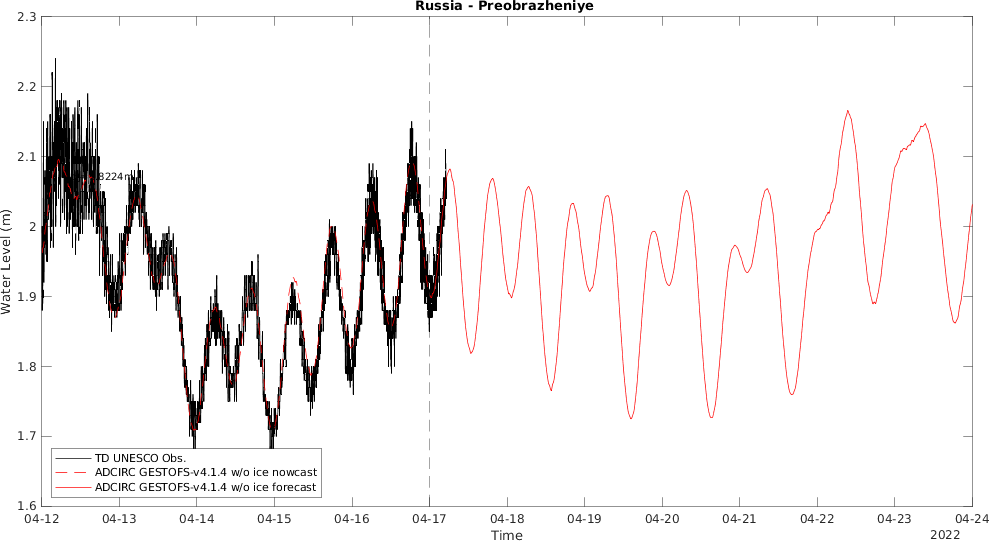 Russia - Preobrazheniye
2.3
2.2
2.1
2
1.9
1.8
1.7
1.6
Water Level (m)
8224m
TD UNESCO Obs.
ADCIRC GESTOFS-v4.1.4 w/o ice nowcast
ADCIRC GESTOFS-v4.1.4 w/o ice forecast
04-12 04-13 04-14 04-15 04-16 04-17 04-18 04-19 04-20 04-21 04-22 04-23 04-24
Time
2022